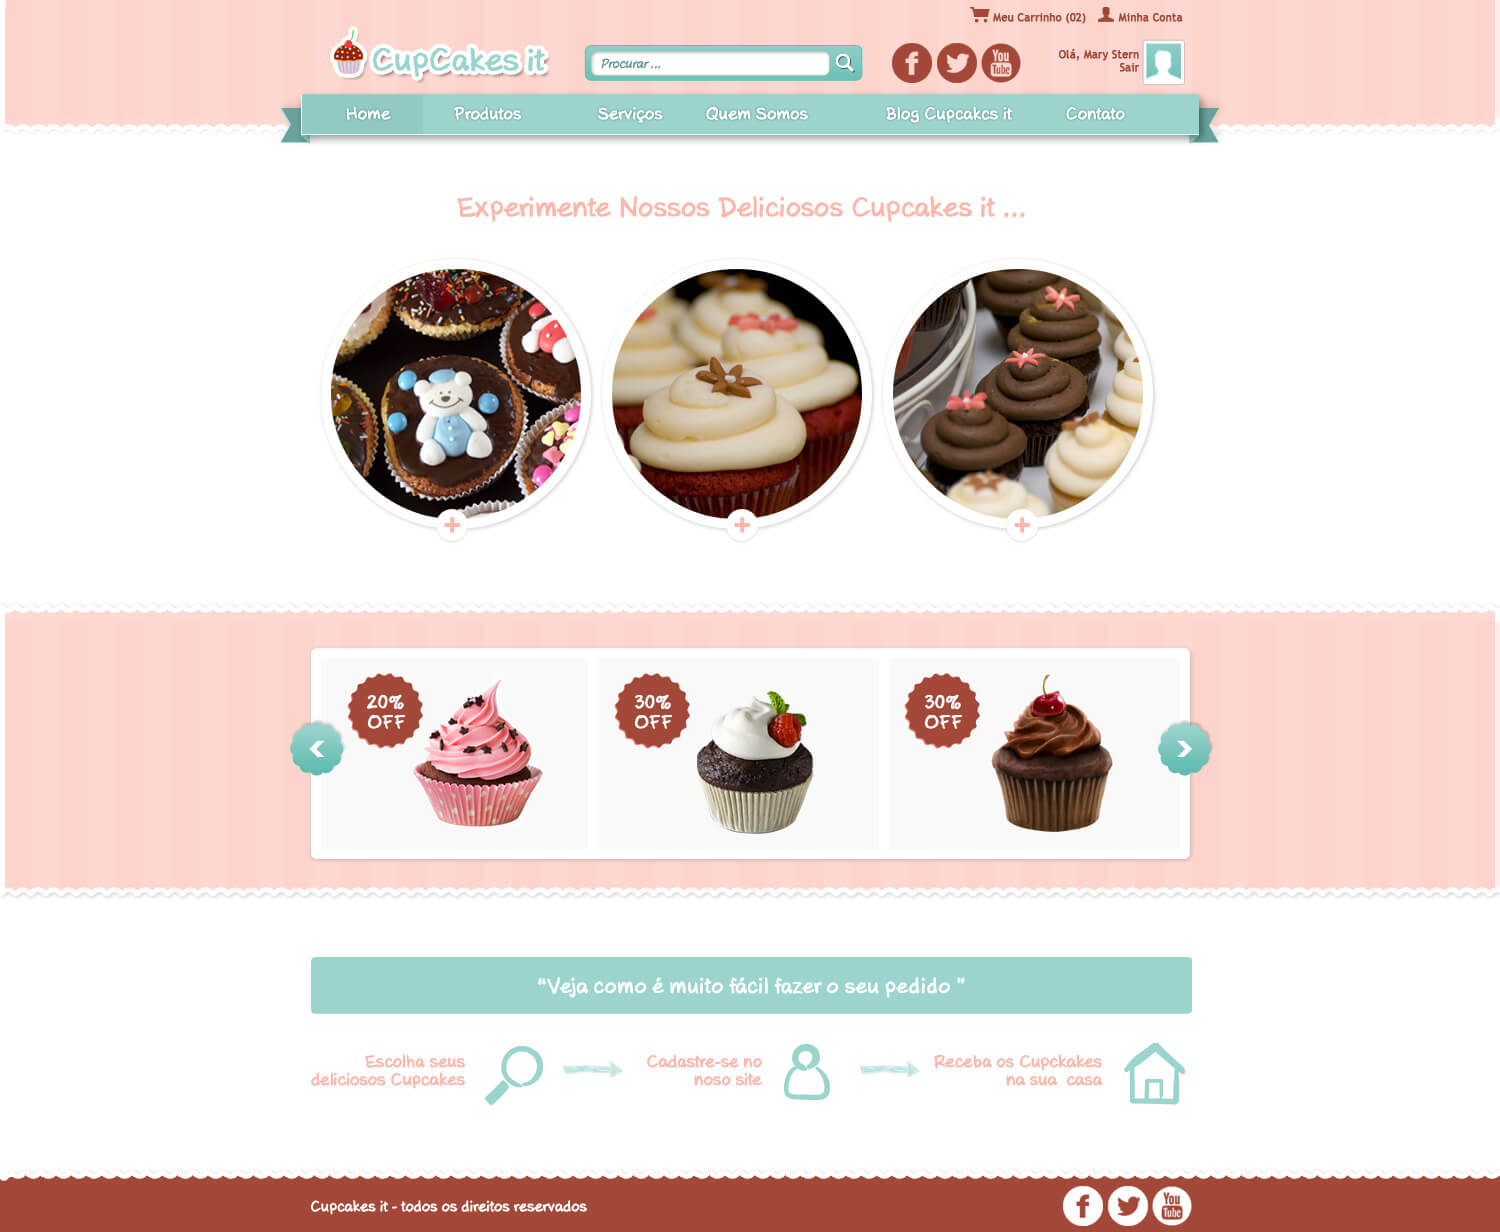 Meu Carrinho (02) Minha Conta
CupCakes it
Procurar ...
f
You
Tube
Olá, Mary Stern
Sair
Home Produtos Serviços Quem Somos Blog Cupcakes it Contato
Experimente Nossos Deliciosos Cupcakes it ...
20%
OFF
30%
OFF
30%
OFF
“Veja como é muito fácil fazer o seu pedido ”
Escolha seus
deliciosos Cupcakes
Cadastre-se no
noso site
Receba os Cupckakes
na sua casa
Cupcakes it - todos os direitos reservados
f
You
Tube